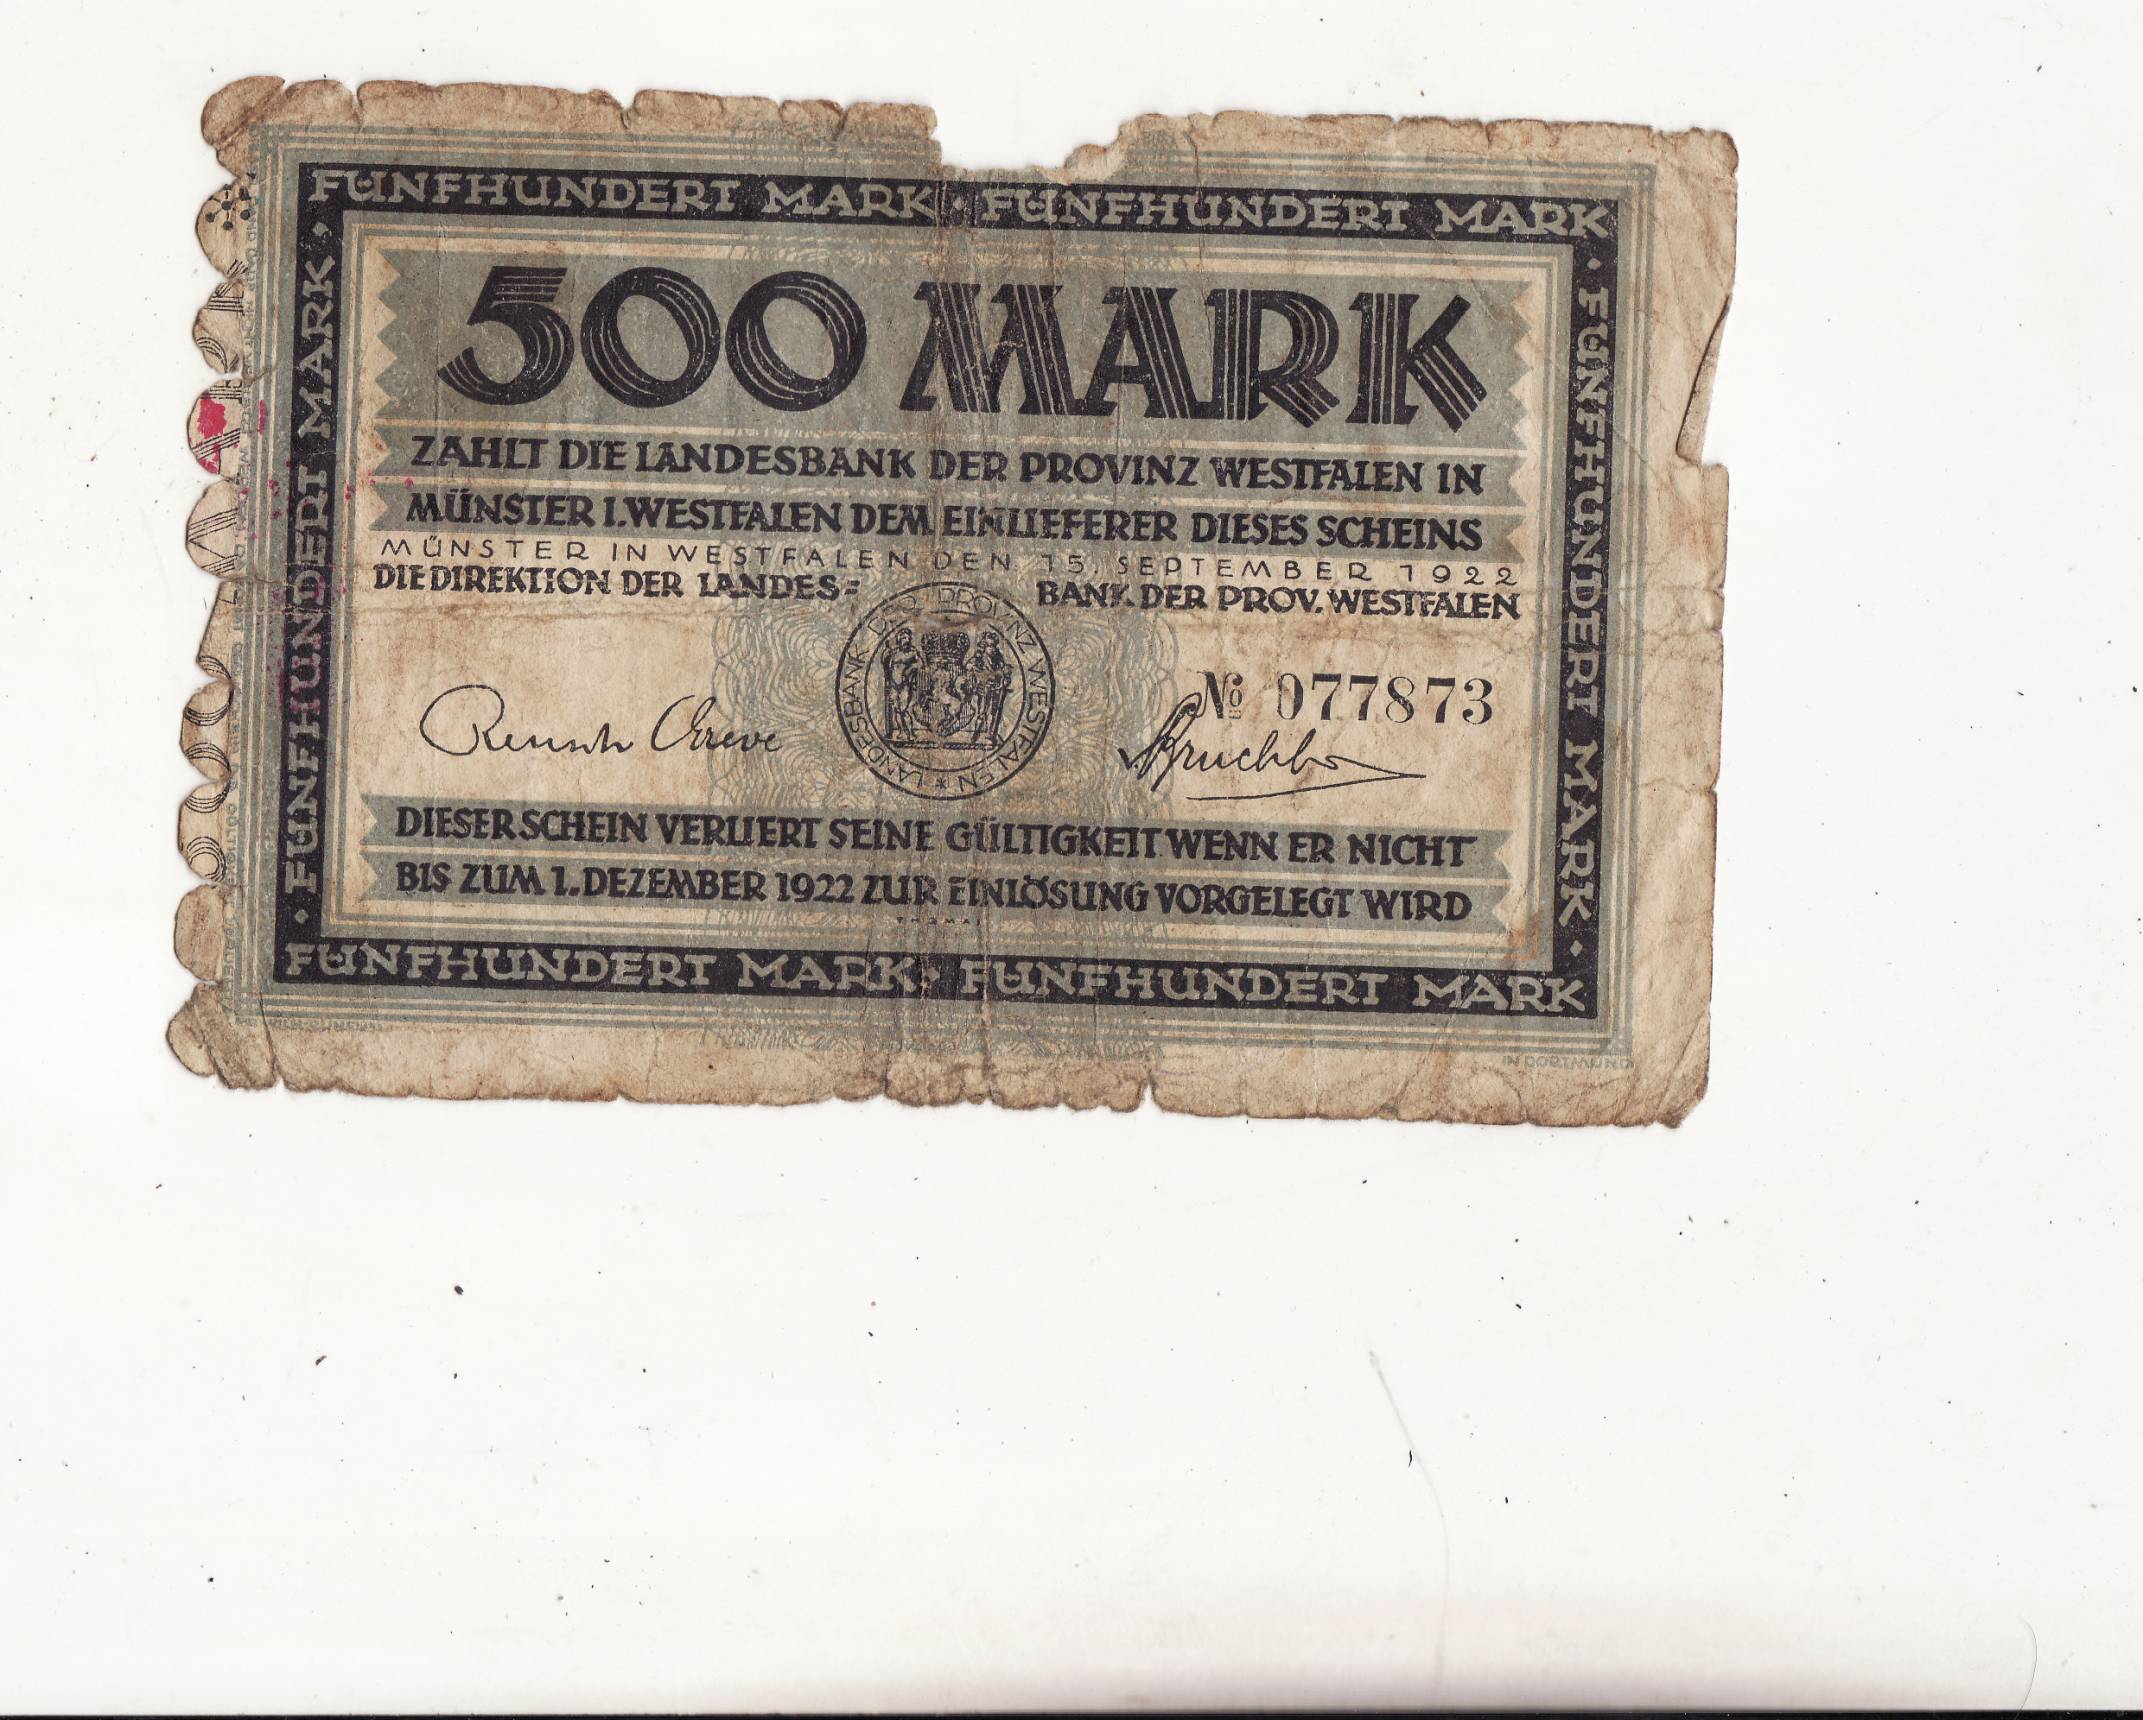 FÜNFHUNDERT MARK · FÜNFHUNDERT MARK
· FÜNFHUNDERT MARK ·
· FÜNFHUNDERT MARK ·
500 MARK
ZAHLT DIE LANDESBANK DER PROVINZ WESTFALEN IN
MÜNSTER I. WESTFALEN DEM EINLIEFERER DIESES SCHEINS
MÜNSTER IN WESTFALEN DEN 15. SEPTEMBER 1922
DIE DIREKTION DER LANDES= BANK DER PROV. WESTFALEN
LANDESBANK DER PROVINZ WESTFALEN *
№ 077873
DIESER SCHEIN VERLIERT SEINE GÜLTIGKEIT WENN ER NICHT
BIS ZUM 1. DEZEMBER 1922 ZUR EINLÖSUNG VORGELEGT WIRD
FÜNFHUNDERT MARK · FÜNFHUNDERT MARK
IN DORTMUND